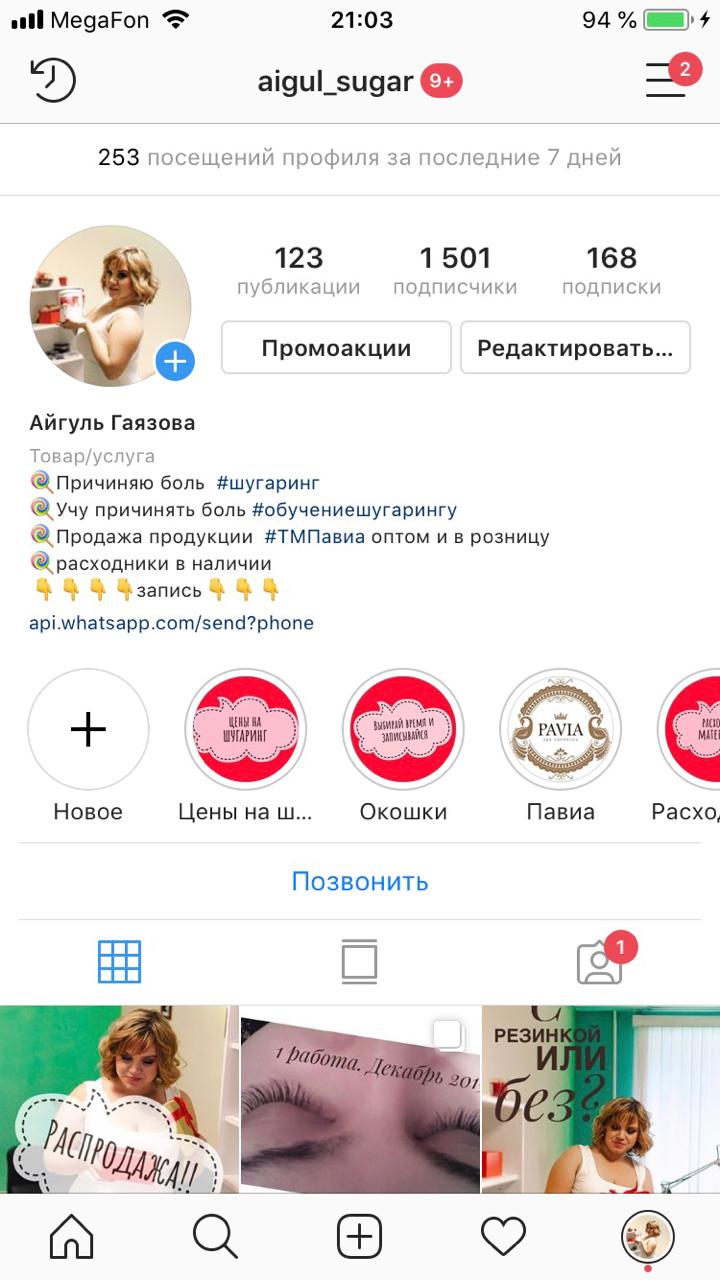 MegaFon 21:03 94 %
aigul_sugar 9+ 2
253 посещений профиля за последние 7 дней
123 1 501 168
публикации подписчики подписки
Промоакции Редактировать...
Айгуль Гаязова
Товар/услуга
🍭Причиняю боль #шугаринг
🍭Учу причинять боль #обучениешугарингу
🍭Продажа продукции #ТМПавиа оптом и в розницу
🍭расходники в наличии
👇👇👇👇запись👇👇👇
api.whatsapp.com/send?phone
ЦЕНЫ НА
ШУГАРИНГ
ВЫБИРАЙ ВРЕМЯ И
ЗАПИСЫВАЙСЯ
PAVIA
РАСХО
МАТЕ
Новое Цены на ш... Окошки Павиа Расхо
Позвонить
1
РАСПРОДАЖА!!
1 работа. Декабрь 201
С
РЕЗИНКОЙ
ИЛИ
без?